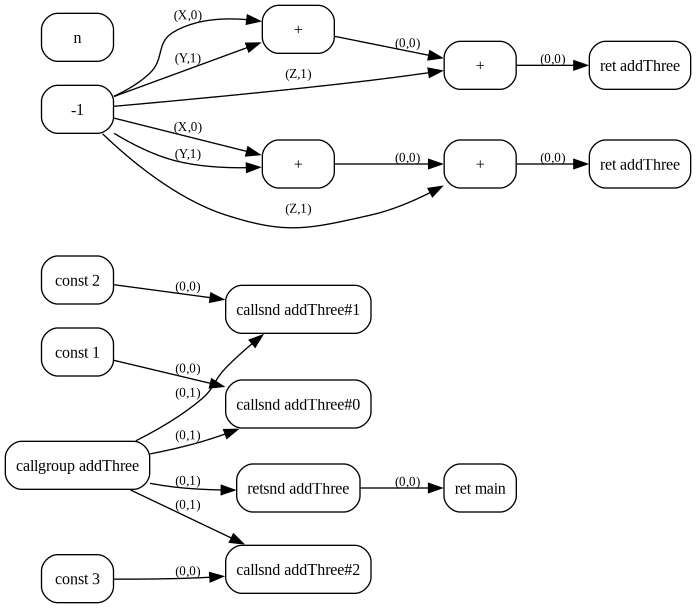 (X,0)
n
+
(Y,1)
(0,0)
(Z,1)
+
(0,0)
ret addThree
-1
(X,0)
(Y,1)
+
(0,0)
+
(0,0)
ret addThree
(Z,1)
const 2
(0,0)
callsnd addThree#1
const 1
(0,0)
(0,1)
callsnd addThree#0
(0,1)
callgroup addThree
(0,1)
retsnd addThree
(0,0)
ret main
(0,1)
callsnd addThree#2
const 3
(0,0)